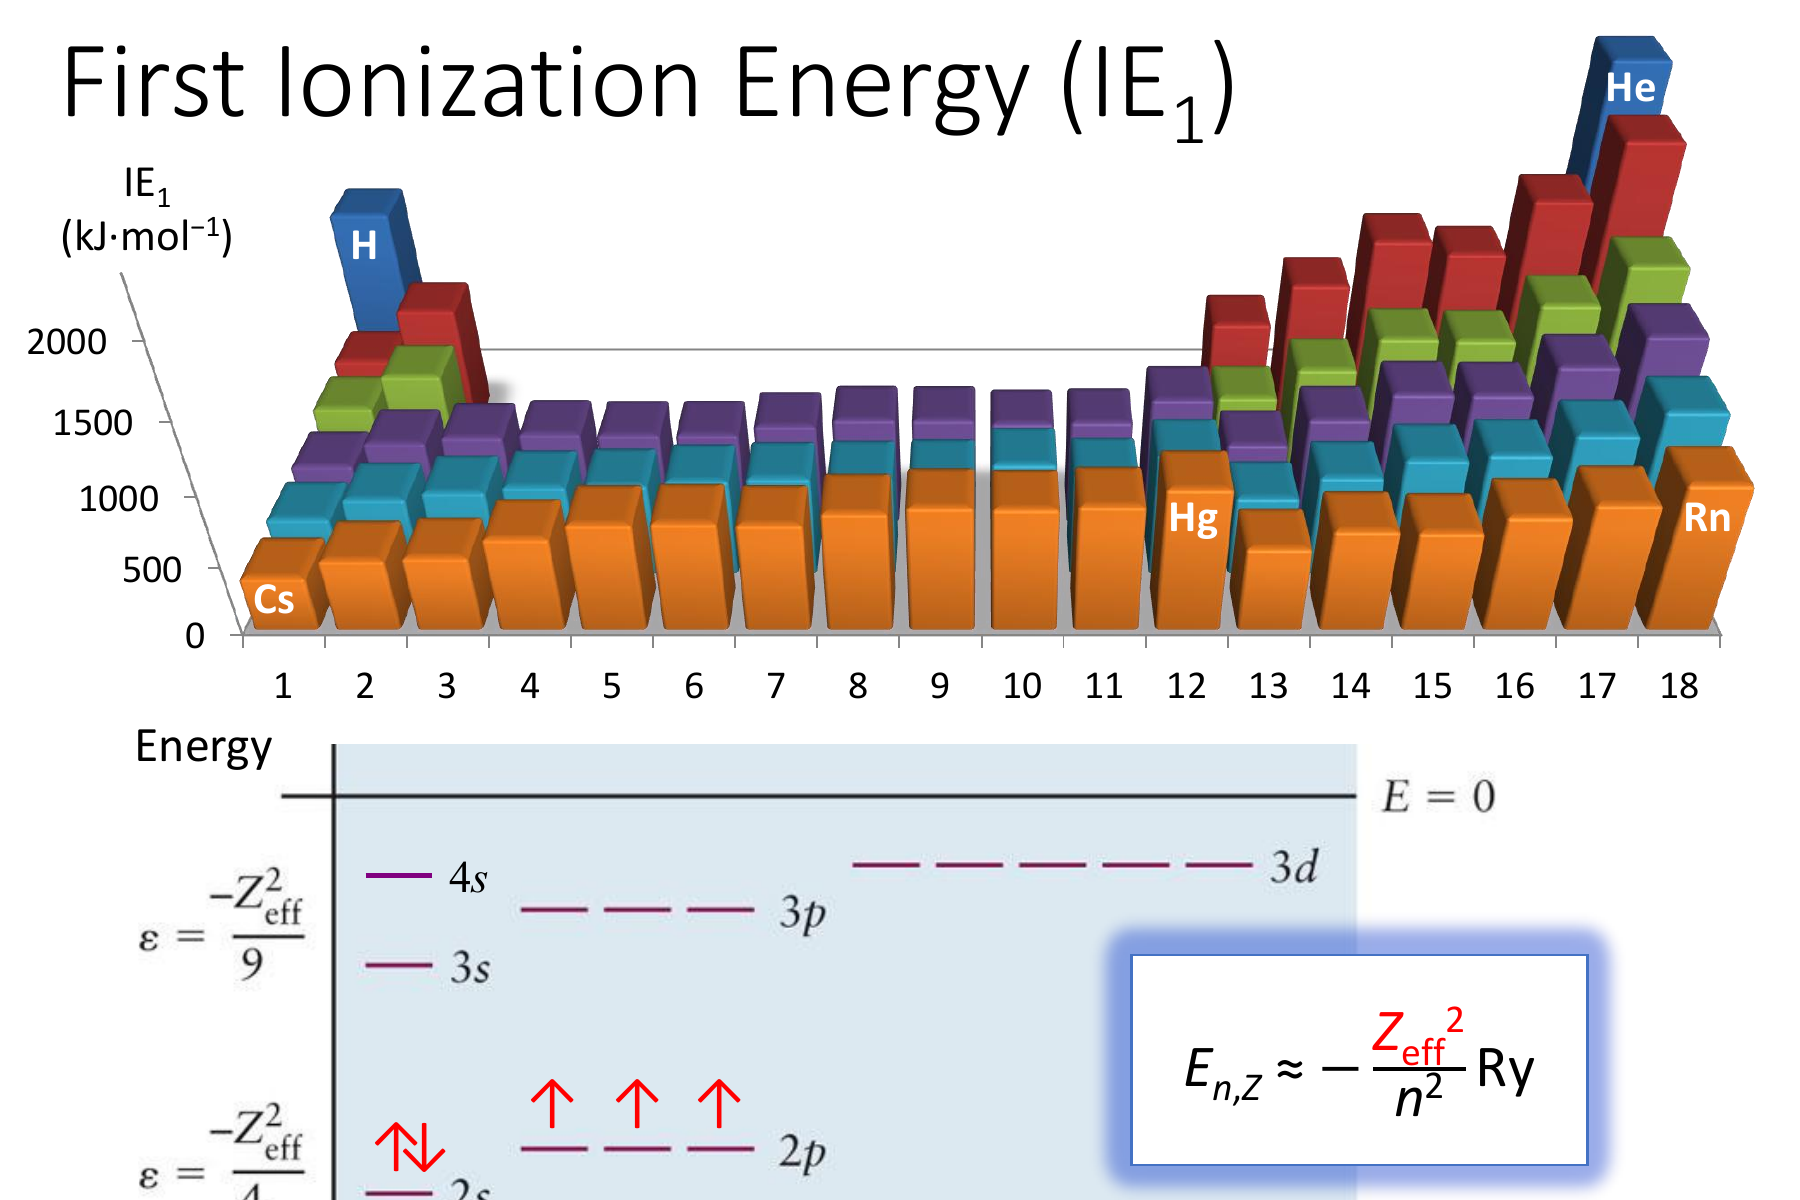 First Ionization Energy (IE₁)
He
IE₁
(kJ·mol⁻¹)
H
2000
1500
1000
500
0
Cs
Hg
Rn
1 2 3 4 5 6 7 8 9 10 11 12 13 14 15 16 17 18
Energy
E = 0
4s
3d
3p
3s
ε = −Z²eff / 9
Eₙ,Z ≈ − Zeff² / n² Ry
2p
2s
ε = −Z²eff / 4